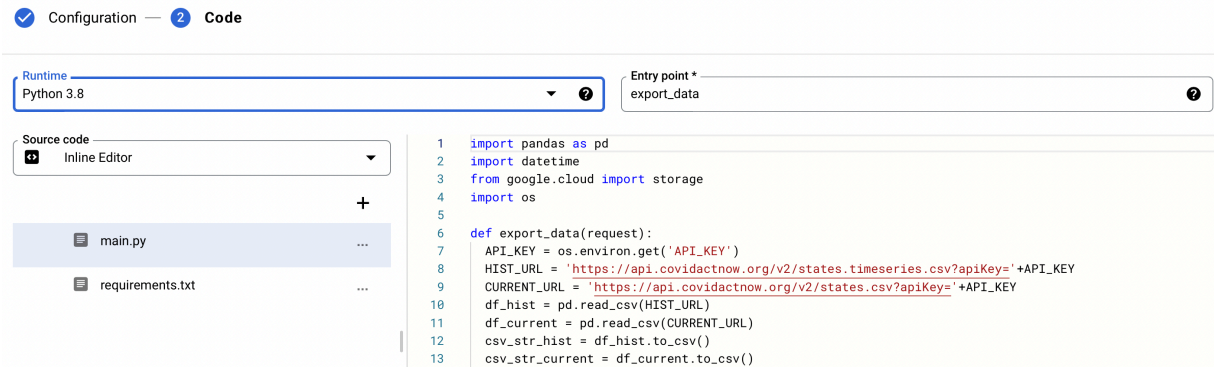 Configuration — 2 Code
Runtime
Python 3.8
Entry point *
export_data
Source code
Inline Editor
+
main.py ...
requirements.txt ...
1 import pandas as pd
2 import datetime
3 from google.cloud import storage
4 import os
5
6 def export_data(request):
7   API_KEY = os.environ.get('API_KEY')
8   HIST_URL = 'https://api.covidactnow.org/v2/states.timeseries.csv?apiKey='+API_KEY
9   CURRENT_URL = 'https://api.covidactnow.org/v2/states.csv?apiKey='+API_KEY
10   df_hist = pd.read_csv(HIST_URL)
11   df_current = pd.read_csv(CURRENT_URL)
12   csv_str_hist = df_hist.to_csv()
13   csv_str_current = df_current.to_csv()